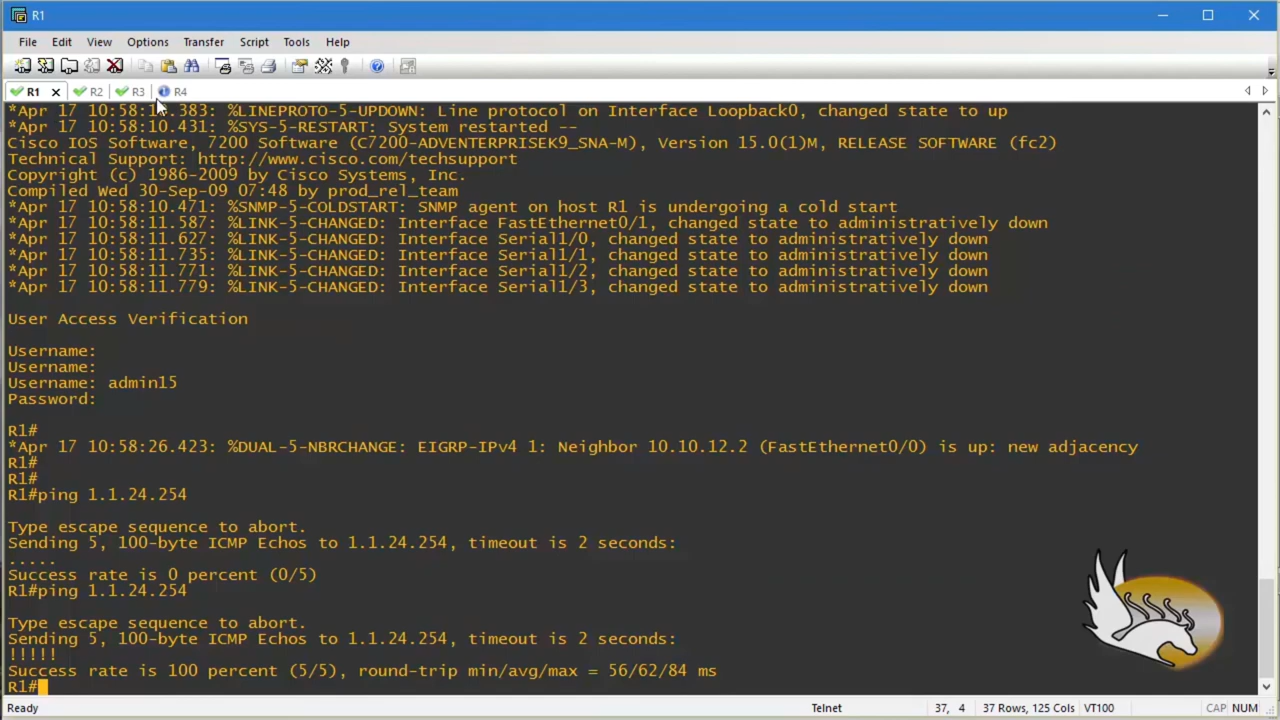 R1
File Edit View Options Transfer Script Tools Help
R1 R2 R3 R4
*Apr 17 10:58:10.383: %LINEPROTO-5-UPDOWN: Line protocol on Interface Loopback0, changed state to up
*Apr 17 10:58:10.431: %SYS-5-RESTART: System restarted --
Cisco IOS Software, 7200 Software (C7200-ADVENTERPRISEK9_SNA-M), Version 15.0(1)M, RELEASE SOFTWARE (fc2)
Technical Support: http://www.cisco.com/techsupport
Copyright (c) 1986-2009 by Cisco Systems, Inc.
Compiled Wed 30-Sep-09 07:48 by prod_rel_team
*Apr 17 10:58:10.471: %SNMP-5-COLDSTART: SNMP agent on host R1 is undergoing a cold start
*Apr 17 10:58:11.587: %LINK-5-CHANGED: Interface FastEthernet0/1, changed state to administratively down
*Apr 17 10:58:11.627: %LINK-5-CHANGED: Interface Serial1/0, changed state to administratively down
*Apr 17 10:58:11.735: %LINK-5-CHANGED: Interface Serial1/1, changed state to administratively down
*Apr 17 10:58:11.771: %LINK-5-CHANGED: Interface Serial1/2, changed state to administratively down
*Apr 17 10:58:11.779: %LINK-5-CHANGED: Interface Serial1/3, changed state to administratively down
User Access Verification
Username:
Username:
Username: admin15
Password:
R1#
*Apr 17 10:58:26.423: %DUAL-5-NBRCHANGE: EIGRP-IPv4 1: Neighbor 10.10.12.2 (FastEthernet0/0) is up: new adjacency
R1#
R1#
R1#ping 1.1.24.254
Type escape sequence to abort.
Sending 5, 100-byte ICMP Echos to 1.1.24.254, timeout is 2 seconds:
.....
Success rate is 0 percent (0/5)
R1#ping 1.1.24.254
Type escape sequence to abort.
Sending 5, 100-byte ICMP Echos to 1.1.24.254, timeout is 2 seconds:
!!!!!
Success rate is 100 percent (5/5), round-trip min/avg/max = 56/62/84 ms
R1#
Ready Telnet 37, 4 37 Rows, 125 Cols VT100 CAP NUM